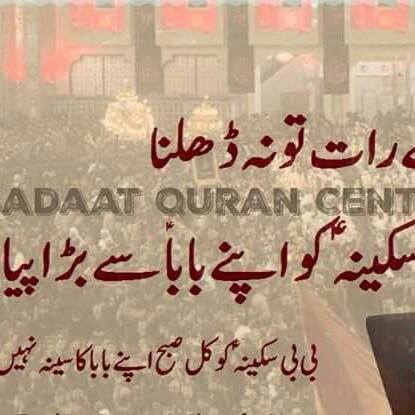 رات تو نہ ڈھلنا
ADAAT QURAN CENT
سکینہؑ کو اپنے باباؑ سے بڑا پیا
بی بی سکینہؑ کو کل صبح اپنے بابا کا سینہ نہیں